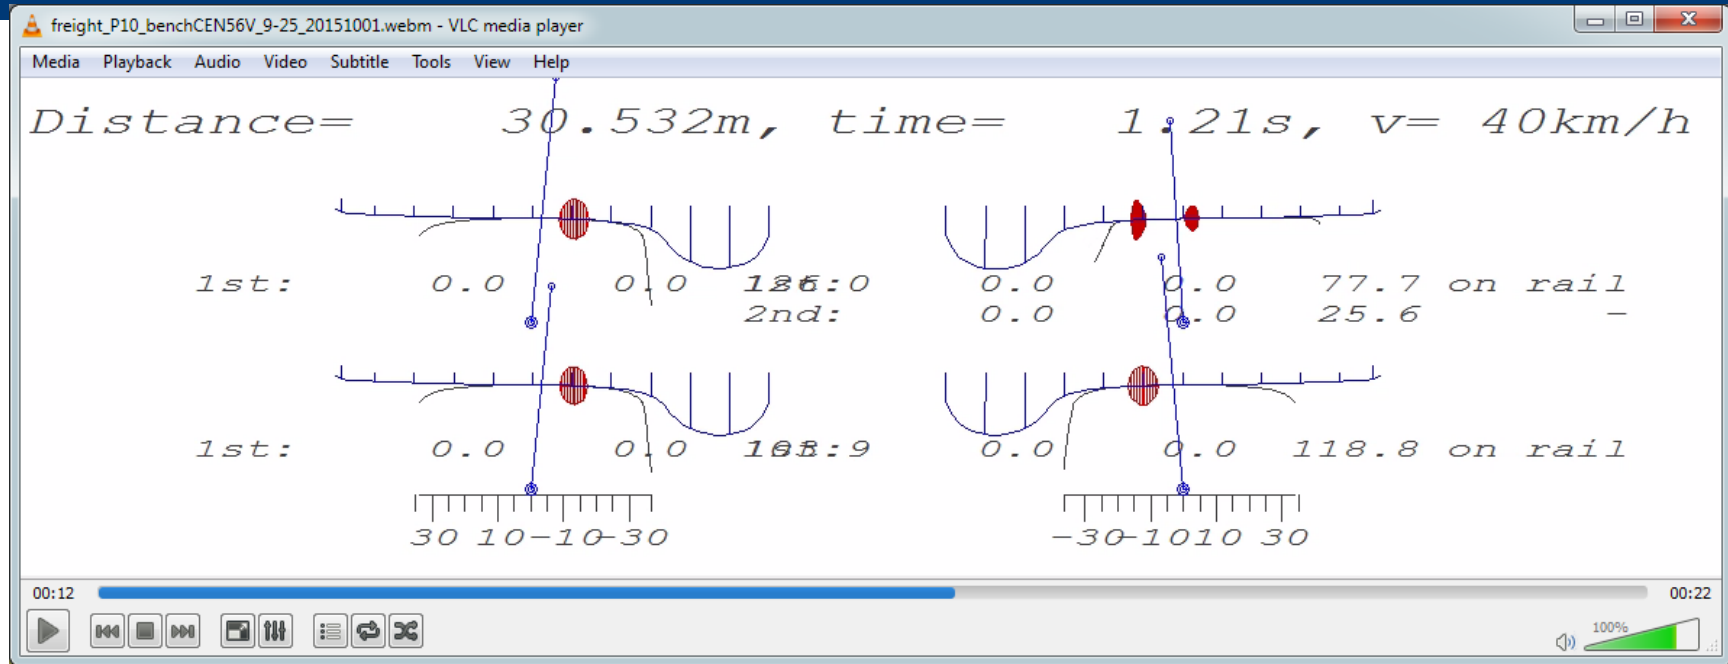 freight_P10_benchCEN56V_9-25_20151001.webm - VLC media player
Media Playback Audio Video Subtitle Tools View Help
Distance= 30.532m, time= 1.21s, v= 40km/h
1st: 0.0 0.0 0.0 0.0 77.7 on rail
2nd: 0.0 0.0 25.6 -
1st: 0.0 0.0 0.0 0.0 118.8 on rail
30 10 -10 -30 -30 -10 10 30
00:12 00:22
100%